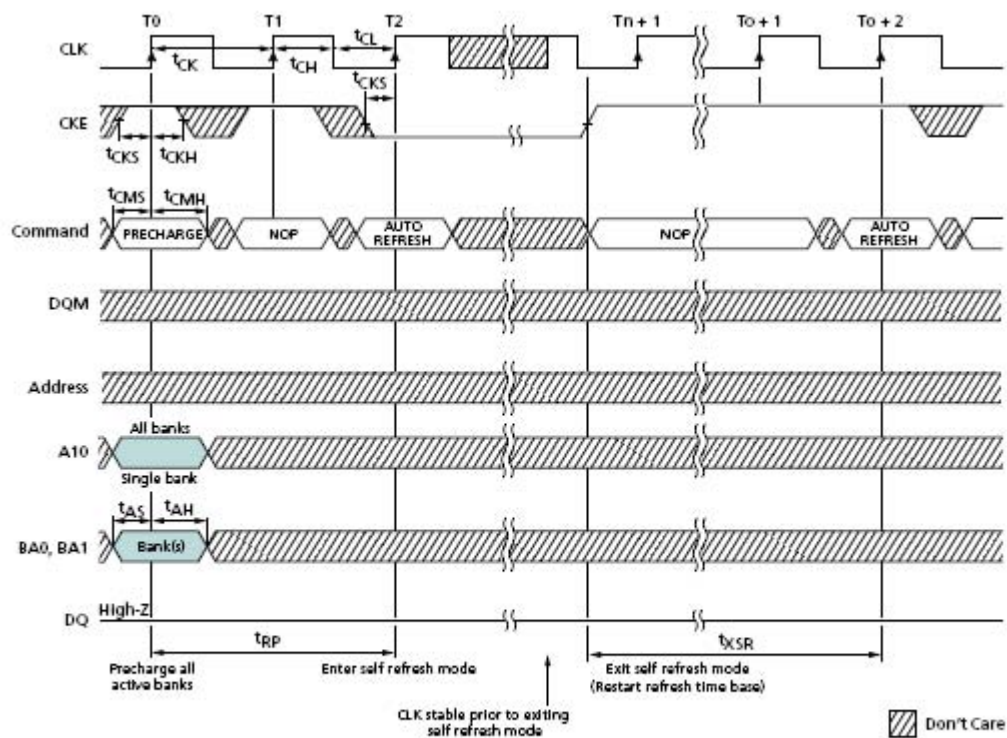 T0 T1 T2 Tn + 1 To + 1 To + 2
CLK
tCK tCH tCL
tCKS
CKE
tCKS tCKH
tCMS tCMH
Command PRECHARGE NOP AUTO REFRESH NOP AUTO REFRESH
DQM
Address
All banks
A10
Single bank
tAS tAH
BA0, BA1 Bank(s)
High-Z
DQ
tRP tXSR
Precharge all
active banks
Enter self refresh mode
Exit self refresh mode
(Restart refresh time base)
CLK stable prior to exiting
self refresh mode
Don't Care